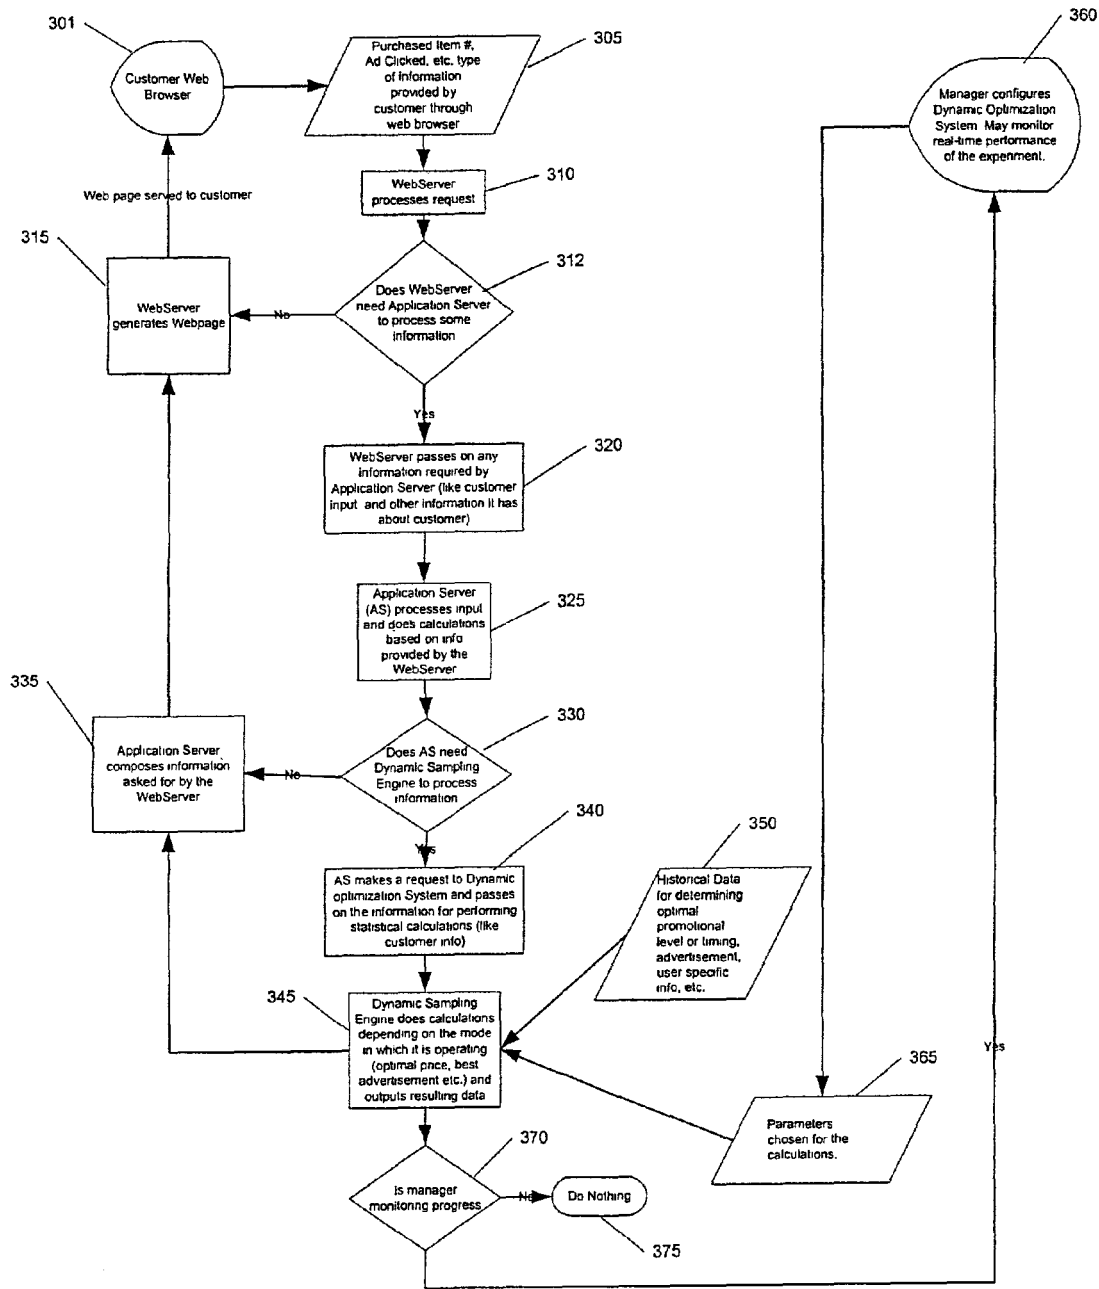 301
Customer Web
Browser
Purchased Item #,
Ad Clicked, etc. type
of information
provided by
customer through
web browser
305
360
Manager configures
Dynamic Optimization
System May monitor
real-time performance
of the experiment.
WebServer
processes request
310
Web page served to customer
315
WebServer
generates Webpage
Does WebServer
need Application Server
to process some
information
312
No
Yes
WebServer passes on any
information required by
Application Server (like customer
input and other information it has
about customer)
320
Application Server
(AS) processes input
and does calculations
based on info
provided by the
WebServer
325
335
Application Server
composes information
asked for by the
WebServer
Does AS need
Dynamic Sampling
Engine to process
information
330
No
Yes
340
AS makes a request to Dynamic
optimization System and passes
on the information for performing
statistical calculations (like
customer info)
350
Historical Data
for determining
optimal
promotional
level or timing,
advertisement,
user specific
info, etc.
345
Dynamic Sampling
Engine does calculations
depending on the mode
in which it is operating
(optimal price, best
advertisement etc.) and
outputs resulting data
Yes
365
Parameters
chosen for the
calculations.
370
Is manager
monitoring progress
No
Do Nothing
375